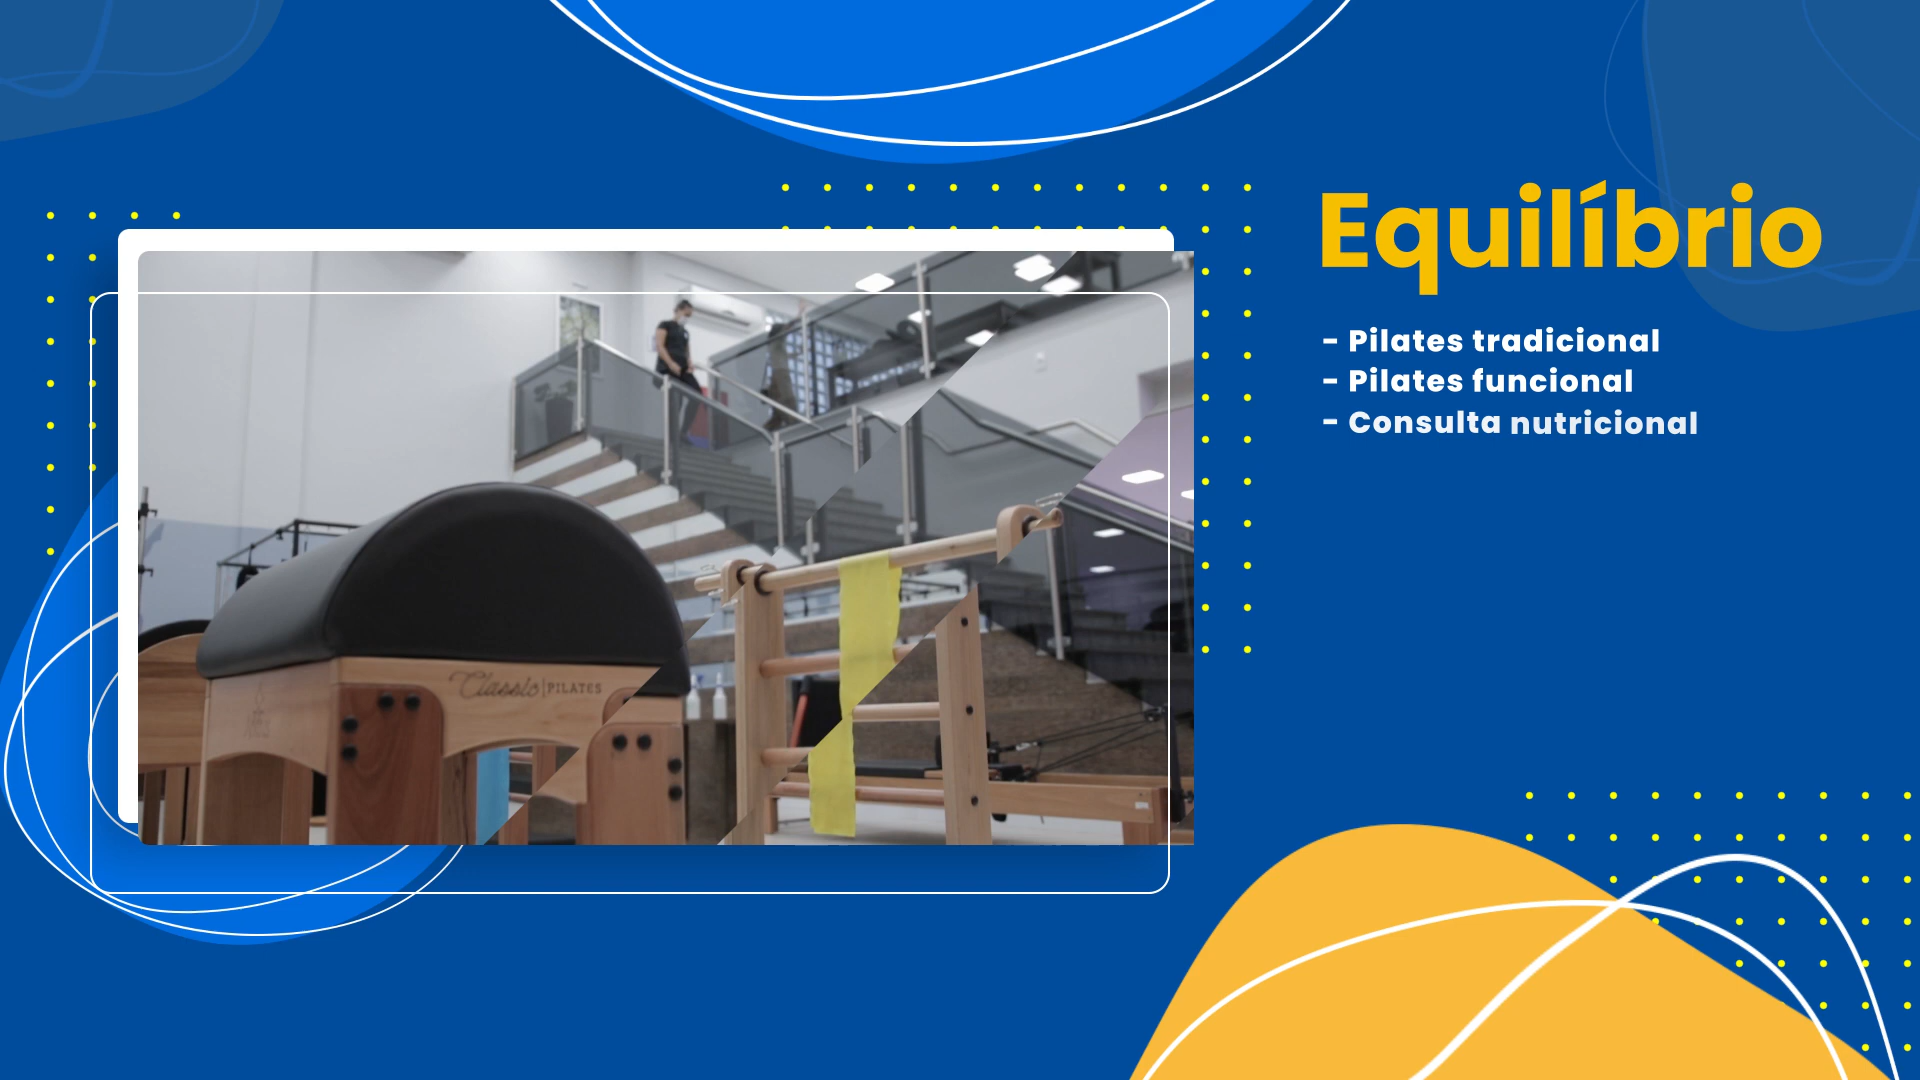 Equilíbrio
- Pilates tradicional
- Pilates funcional
- Consulta nutricional
Classic | PILATES